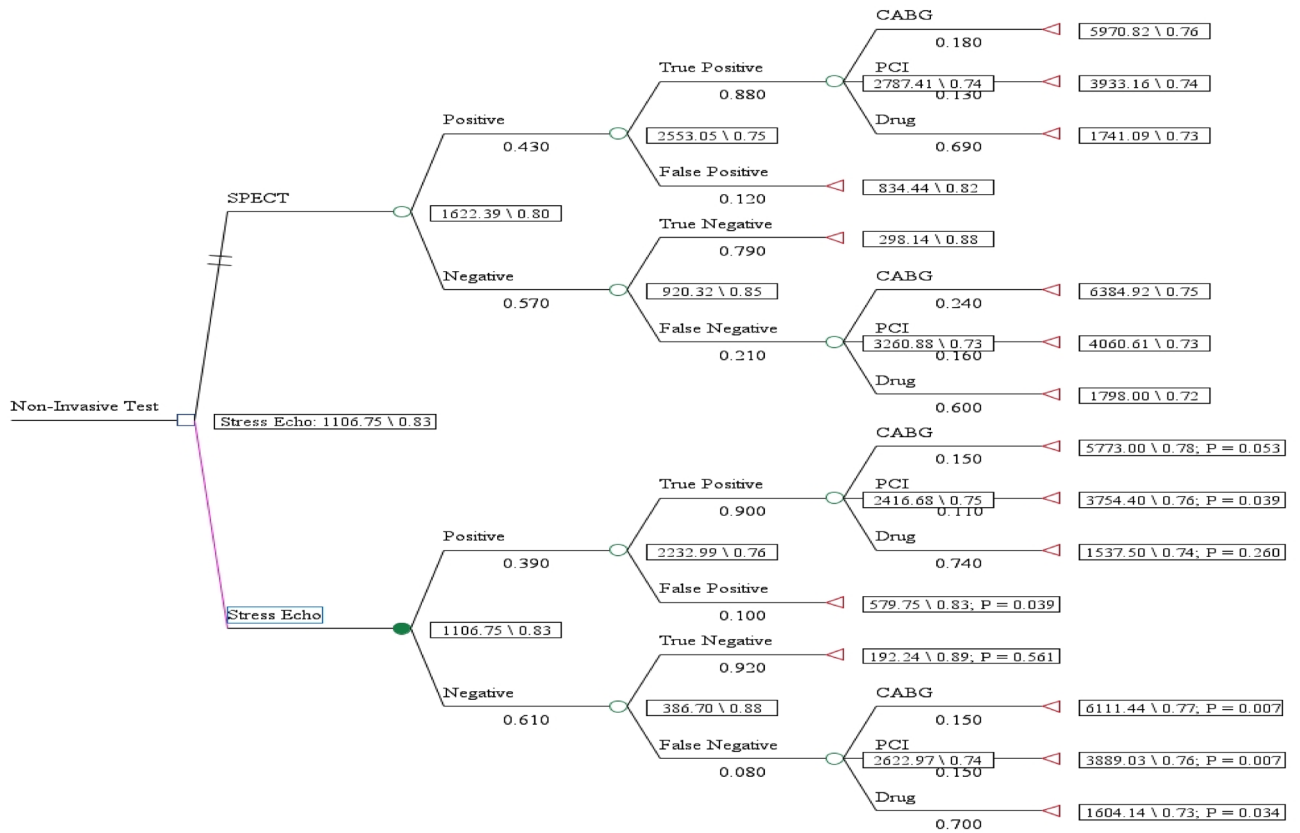 CABG
0.180
5970.82 \ 0.76
True Positive
0.880
PCI
2787.41 \ 0.74
0.130
3933.16 \ 0.74
Positive
0.430
2553.05 \ 0.75
Drug
0.690
1741.09 \ 0.73
False Positive
0.120
834.44 \ 0.82
SPECT
1622.39 \ 0.80
True Negative
0.790
298.14 \ 0.88
Negative
0.570
920.32 \ 0.85
CABG
0.240
6384.92 \ 0.75
False Negative
0.210
PCI
3260.88 \ 0.73
0.160
4060.61 \ 0.73
Drug
0.600
1798.00 \ 0.72
Non-Invasive Test
Stress Echo: 1106.75 \ 0.83
CABG
0.150
5773.00 \ 0.78; P = 0.053
True Positive
0.900
PCI
2416.68 \ 0.75
0.110
3754.40 \ 0.76; P = 0.039
Positive
0.390
2232.99 \ 0.76
Drug
0.740
1537.50 \ 0.74; P = 0.260
False Positive
0.100
579.75 \ 0.83; P = 0.039
Stress Echo
1106.75 \ 0.83
True Negative
0.920
192.24 \ 0.89; P = 0.561
Negative
0.610
386.70 \ 0.88
CABG
0.150
6111.44 \ 0.77; P = 0.007
False Negative
0.080
PCI
2622.97 \ 0.74
0.150
3889.03 \ 0.76; P = 0.007
Drug
0.700
1604.14 \ 0.73; P = 0.034